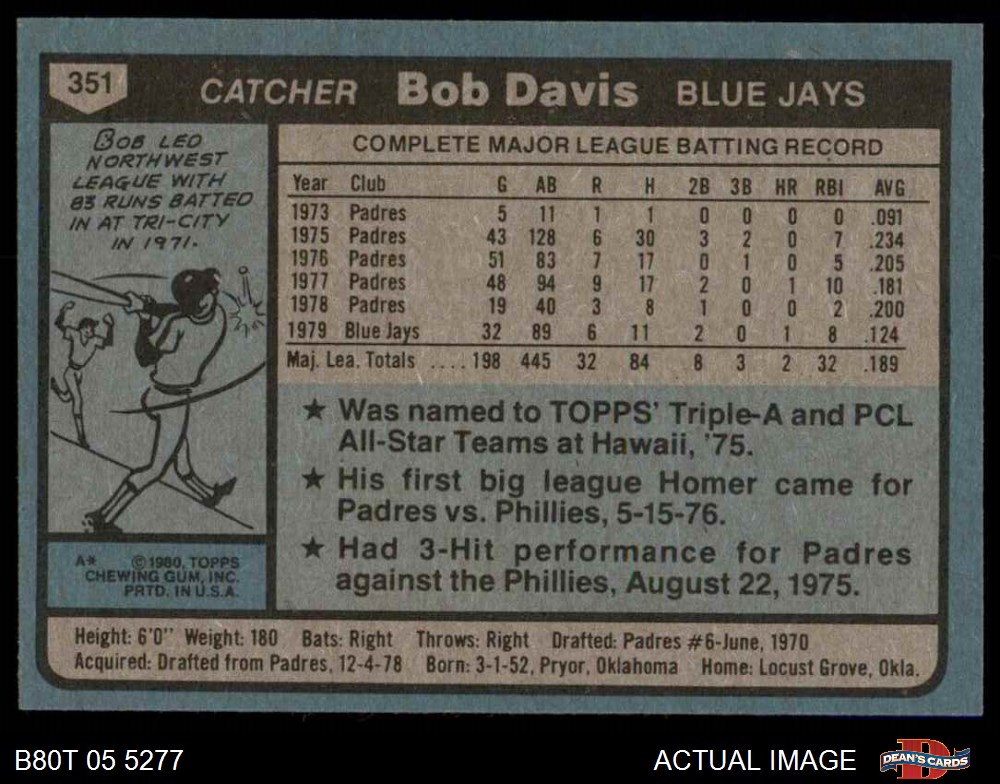 351
CATCHER Bob Davis BLUE JAYS
BOB LED
NORTHWEST
LEAGUE WITH
83 RUNS BATTED
IN AT TRI-CITY
IN 1971.
COMPLETE MAJOR LEAGUE BATTING RECORD
Year Club G AB R H 2B 3B HR RBI AVG
1973 Padres 5 11 1 1 0 0 0 0 .091
1975 Padres 43 128 6 30 3 2 0 7 .234
1976 Padres 51 83 7 17 0 1 0 5 .205
1977 Padres 48 94 9 17 2 0 1 10 .181
1978 Padres 19 40 3 8 1 0 0 2 .200
1979 Blue Jays 32 89 6 11 2 0 1 8 .124
Maj. Lea. Totals .... 198 445 32 84 8 3 2 32 .189
★ Was named to TOPPS' Triple-A and PCL
All-Star Teams at Hawaii, '75.
★ His first big league Homer came for
Padres vs. Phillies, 5-15-76.
★ Had 3-Hit performance for Padres
against the Phillies, August 22, 1975.
A* ©1980, TOPPS
CHEWING GUM, INC.
PRTD. IN U.S.A.
Height: 6'0" Weight: 180 Bats: Right Throws: Right Drafted: Padres #6-June, 1970
Acquired: Drafted from Padres, 12-4-78 Born: 3-1-52, Pryor, Oklahoma Home: Locust Grove, Okla.
B80T 05 5277 ACTUAL IMAGE
D
DEAN'S CARDS